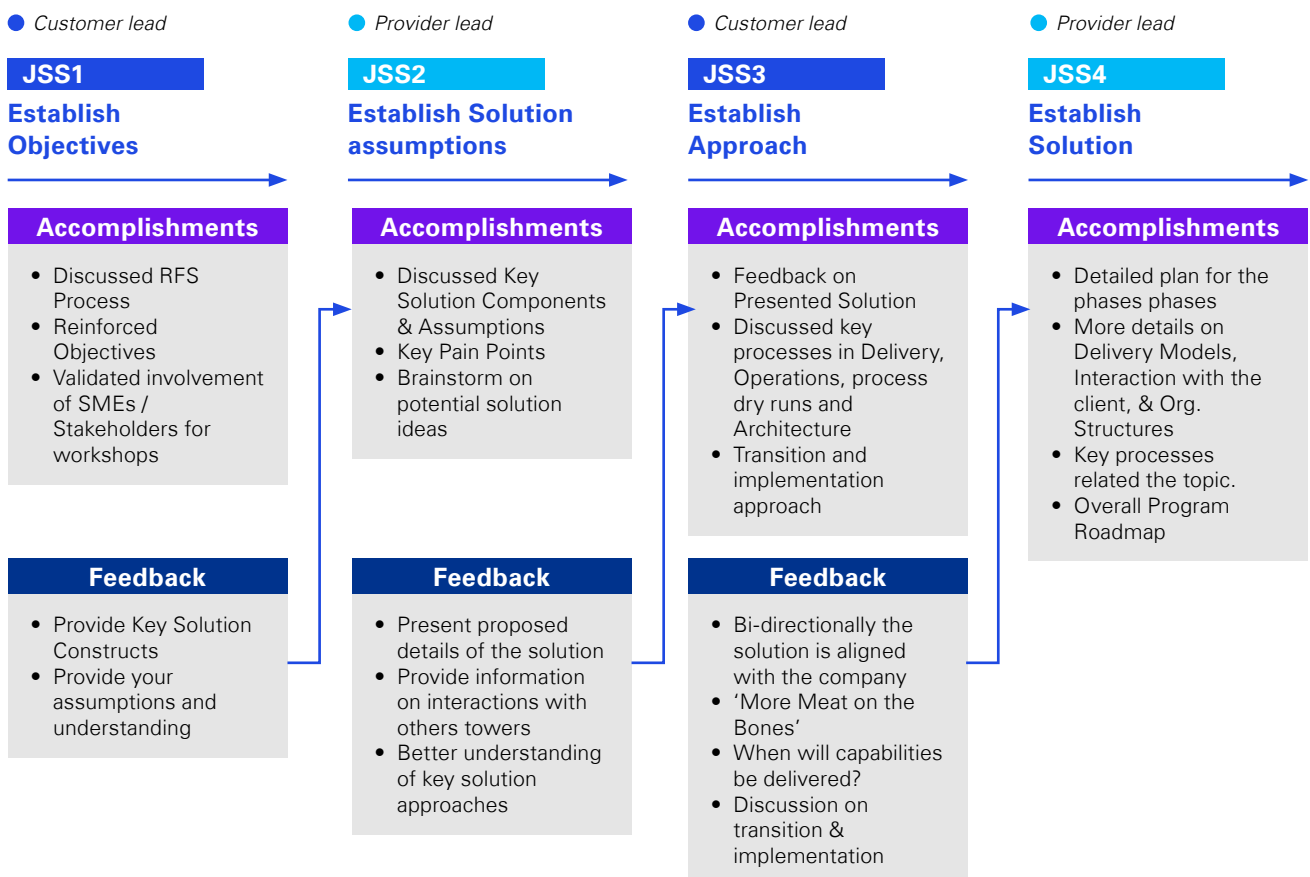 Customer lead
JSS1
Establish
Objectives
Accomplishments
• Discussed RFS
Process
• Reinforced
Objectives
• Validated involvement
of SMEs /
Stakeholders for
workshops
Feedback
• Provide Key Solution
Constructs
• Provide your
assumptions and
understanding
Provider lead
JSS2
Establish Solution
assumptions
Accomplishments
• Discussed Key
Solution Components
& Assumptions
• Key Pain Points
• Brainstorm on
potential solution
ideas
Feedback
• Present proposed
details of the solution
• Provide information
on interactions with
others towers
• Better understanding
of key solution
approaches
Customer lead
JSS3
Establish
Approach
Accomplishments
• Feedback on
Presented Solution
• Discussed key
processes in Delivery,
Operations, process
dry runs and
Architecture
• Transition and
implementation
approach
Feedback
• Bi-directionally the
solution is aligned
with the company
• ‘More Meat on the
Bones’
• When will capabilities
be delivered?
• Discussion on
transition &
implementation
Provider lead
JSS4
Establish
Solution
Accomplishments
• Detailed plan for the
phases phases
• More details on
Delivery Models,
Interaction with the
client, & Org.
Structures
• Key processes
related the topic.
• Overall Program
Roadmap